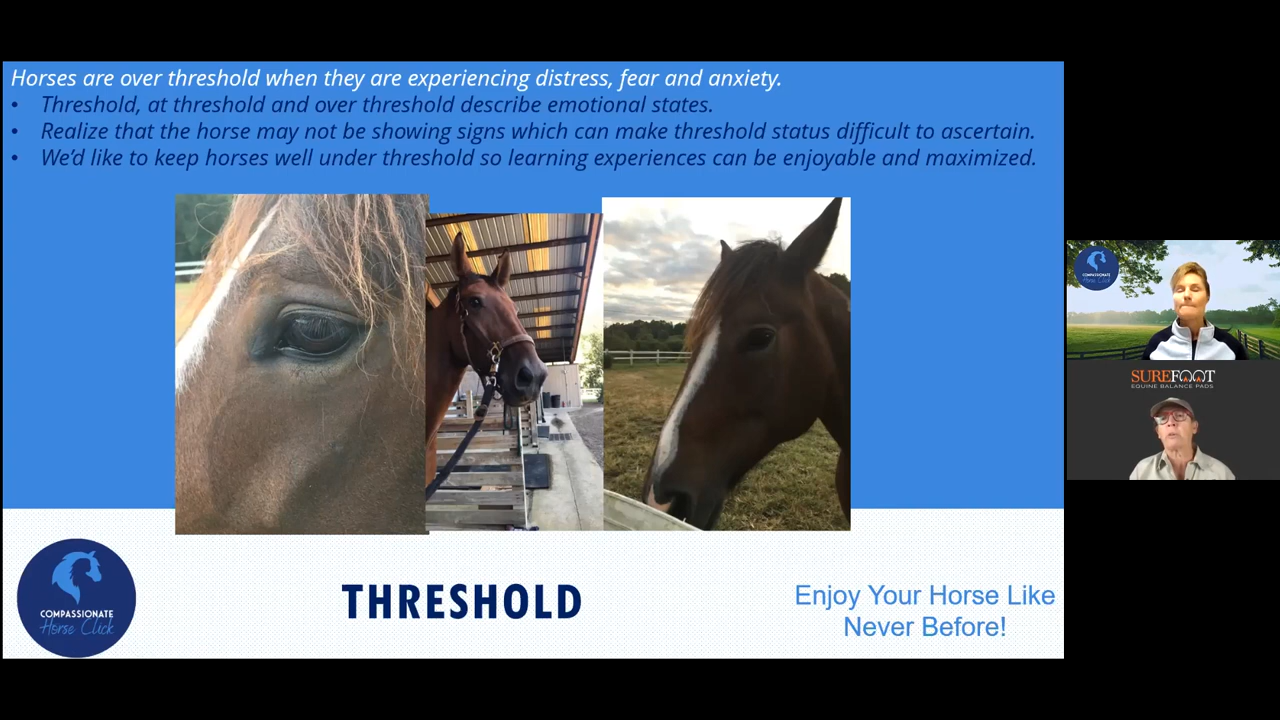 Horses are over threshold when they are experiencing distress, fear and anxiety.
• Threshold, at threshold and over threshold describe emotional states.
• Realize that the horse may not be showing signs which can make threshold status difficult to ascertain.
• We'd like to keep horses well under threshold so learning experiences can be enjoyable and maximized.
COMPASSIONATE
Horse Click
THRESHOLD
Enjoy Your Horse Like
Never Before!
COMPASSIONATE
Horse Click
SUREFOOT
EQUINE BALANCE PADS